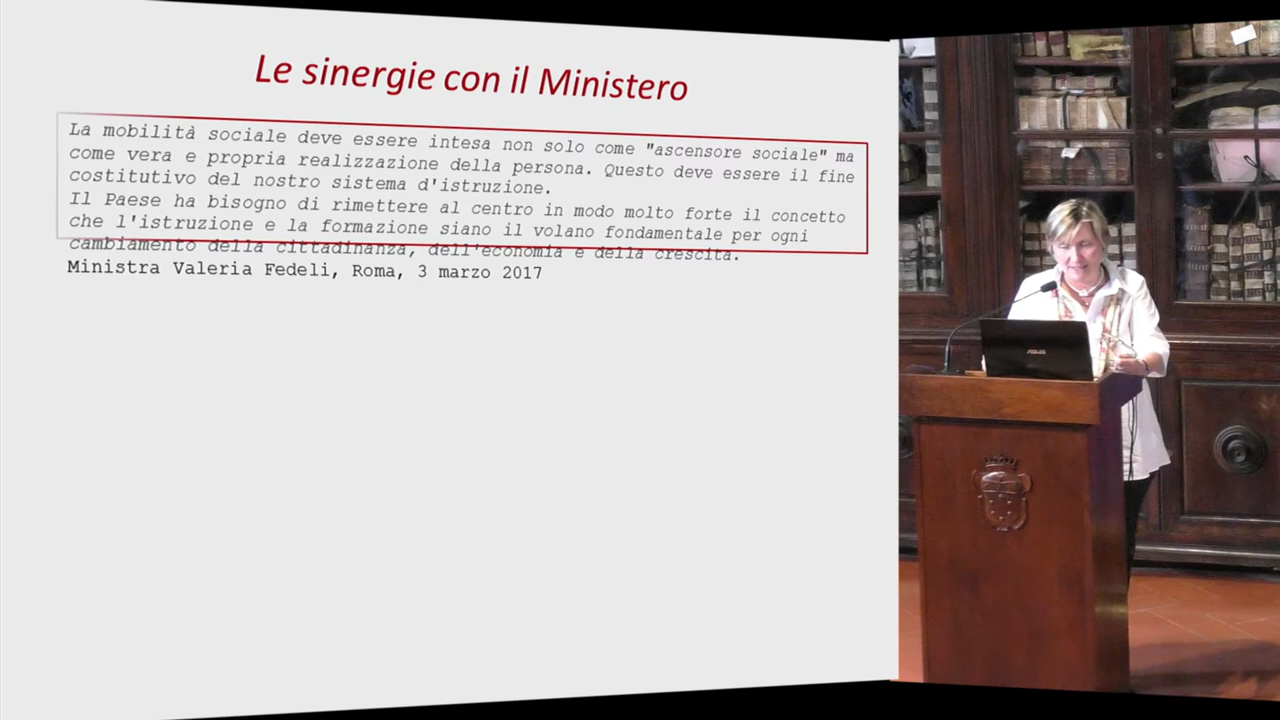 Le sinergie con il Ministero
La mobilità sociale deve essere intesa non solo come "ascensore sociale" ma
come vera e propria realizzazione della persona. Questo deve essere il fine
costitutivo del nostro sistema d'istruzione.
Il Paese ha bisogno di rimettere al centro in modo molto forte il concetto
che l'istruzione e la formazione siano il volano fondamentale per ogni
cambiamento della cittadinanza, dell'economia e della crescita.
Ministra Valeria Fedeli, Roma, 3 marzo 2017
ASUS